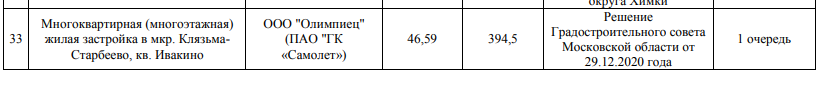 округа Химки
33
Многоквартирная (многоэтажная)
жилая застройка в мкр. Клязьма-
Старбеево, кв. Ивакино
ООО "Олимпиец"
(ПАО "ГК
«Самолет»)
46,59
394,5
Решение
Градостроительного совета
Московской области от
29.12.2020 года
1 очередь